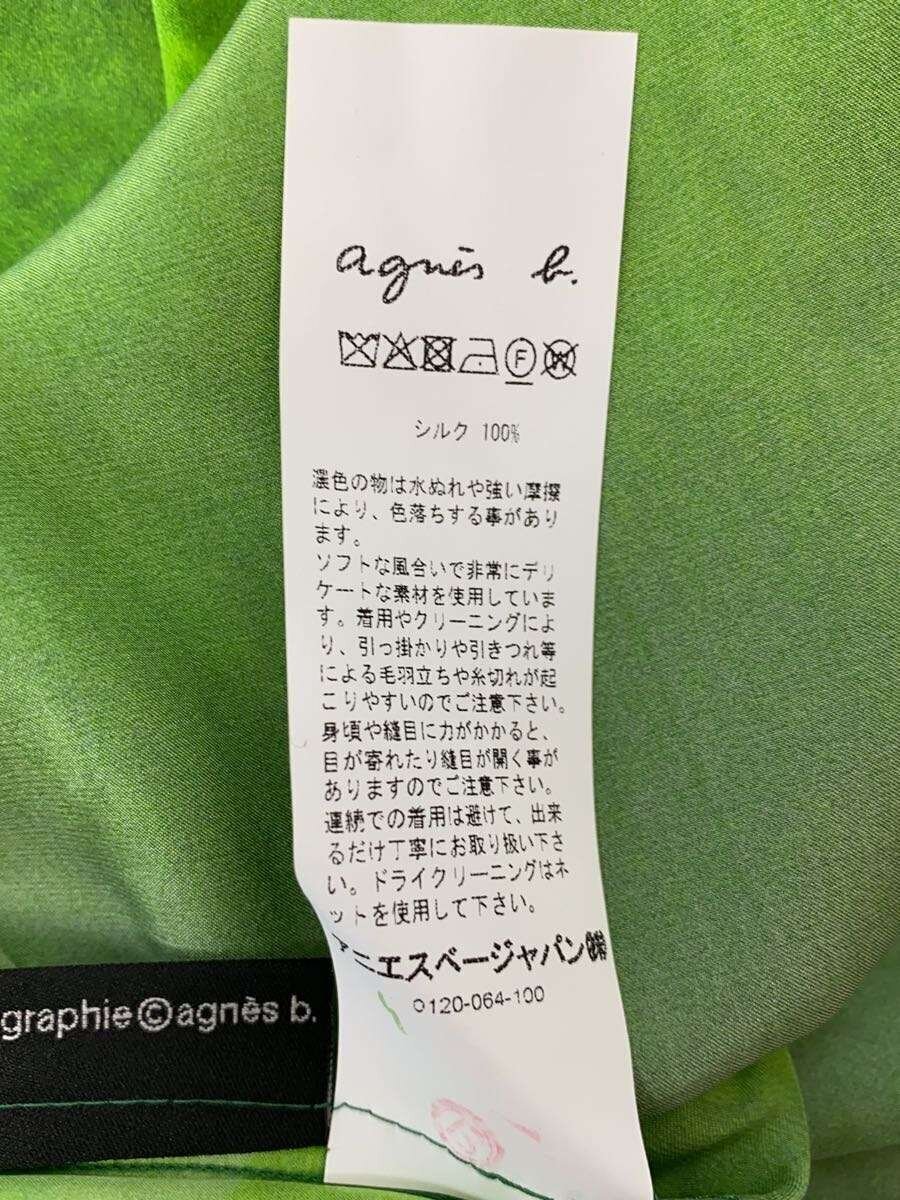 agnès b.
F W
シルク 100%
濃色の物は水ぬれや強い摩擦
により、色落ちする事があり
ます。
ソフトな風合いで非常にデリ
ケートな素材を使用していま
す。着用やクリーニングによ
り、引っ掛かりや引きつれ等
による毛羽立ちや糸切れが起
こりやすいのでご注意下さい。
身頃や縫目に力がかかると、
目が寄れたり縫目が開く事が
ありますのでご注意下さい。
連続での着用は避けて、出来
るだけ丁寧にお取り扱い下さ
い。ドライクリーニングはネ
ットを使用して下さい。
アニエスベージャパン㈱
0120-064-100
graphie©agnès b.